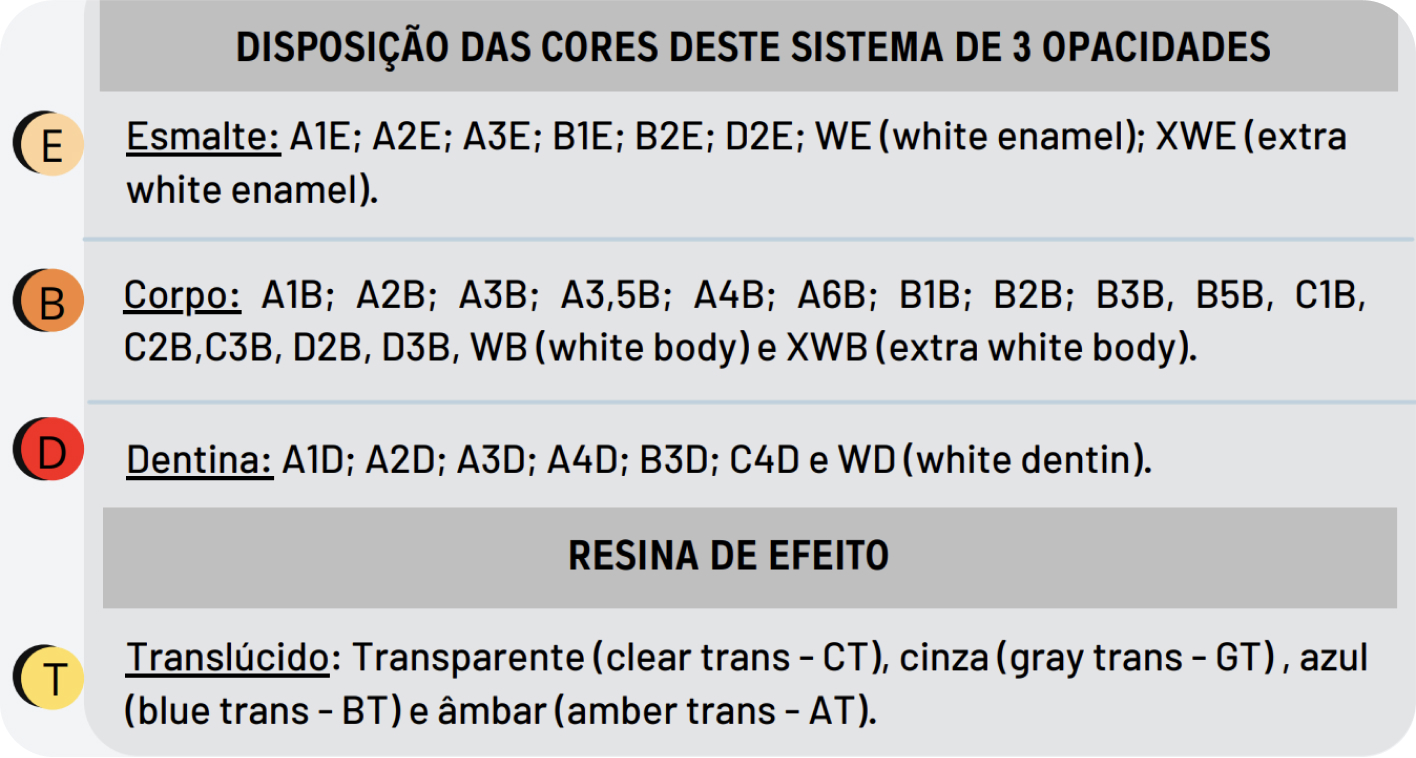 DISPOSIÇÃO DAS CORES DESTE SISTEMA DE 3 OPACIDADES
E
Esmalte: A1E; A2E; A3E; B1E; B2E; D2E; WE (white enamel); XWE (extra
white enamel).
B
Corpo: A1B; A2B; A3B; A3,5B; A4B; A6B; B1B; B2B; B3B, B5B, C1B,
C2B,C3B, D2B, D3B, WB (white body) e XWB (extra white body).
D
Dentina: A1D; A2D; A3D; A4D; B3D; C4D e WD (white dentin).
RESINA DE EFEITO
T
Translúcido: Transparente (clear trans - CT), cinza (gray trans - GT) , azul
(blue trans - BT) e âmbar (amber trans - AT).